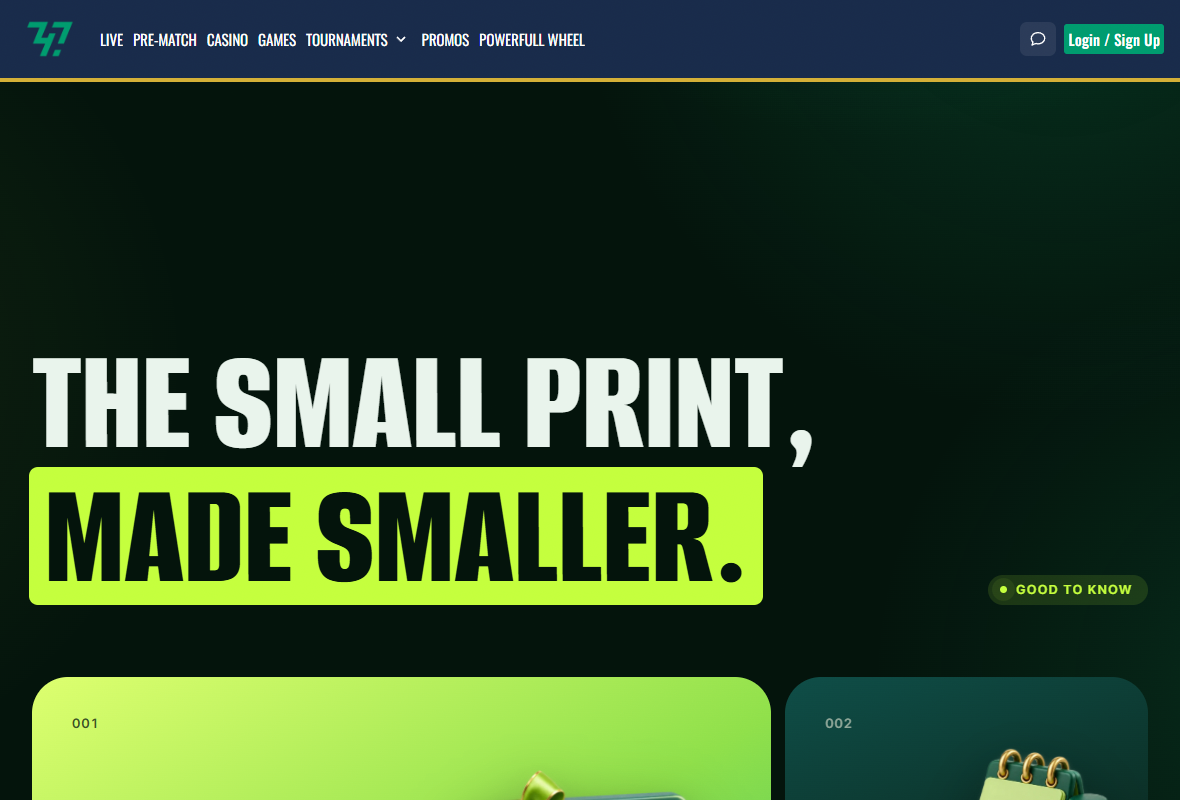 LIVE PRE-MATCH CASINO GAMES TOURNAMENTS PROMOS POWERFULL WHEEL Login / Sign Up
THE SMALL PRINT,
MADE SMALLER.
GOOD TO KNOW
001
002